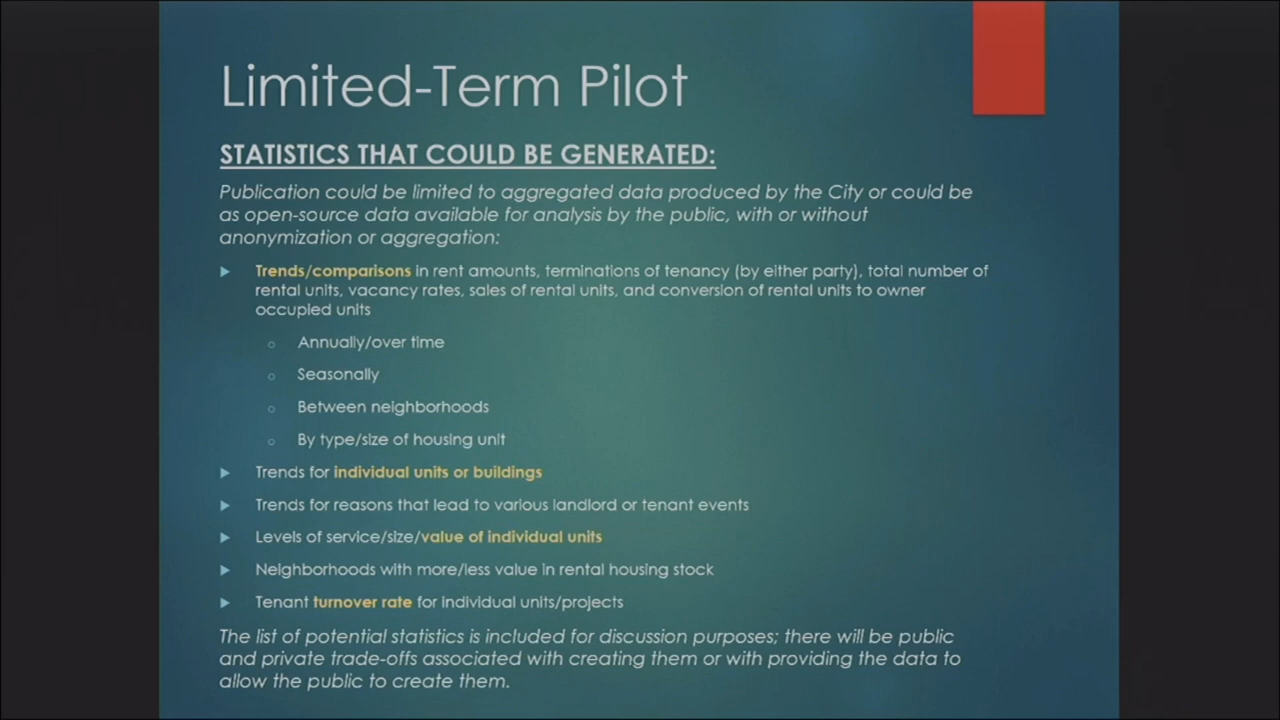 Limited-Term Pilot
STATISTICS THAT COULD BE GENERATED:
Publication could be limited to aggregated data produced by the City or could be
as open-source data available for analysis by the public, with or without
anonymization or aggregation:
Trends/comparisons in rent amounts, terminations of tenancy (by either party), total number of
rental units, vacancy rates, sales of rental units, and conversion of rental units to owner
occupied units
Annually/over time
Seasonally
Between neighborhoods
By type/size of housing unit
Trends for individual units or buildings
Trends for reasons that lead to various landlord or tenant events
Levels of service/size/value of individual units
Neighborhoods with more/less value in rental housing stock
Tenant turnover rate for individual units/projects
The list of potential statistics is included for discussion purposes; there will be public
and private trade-offs associated with creating them or with providing the data to
allow the public to create them.